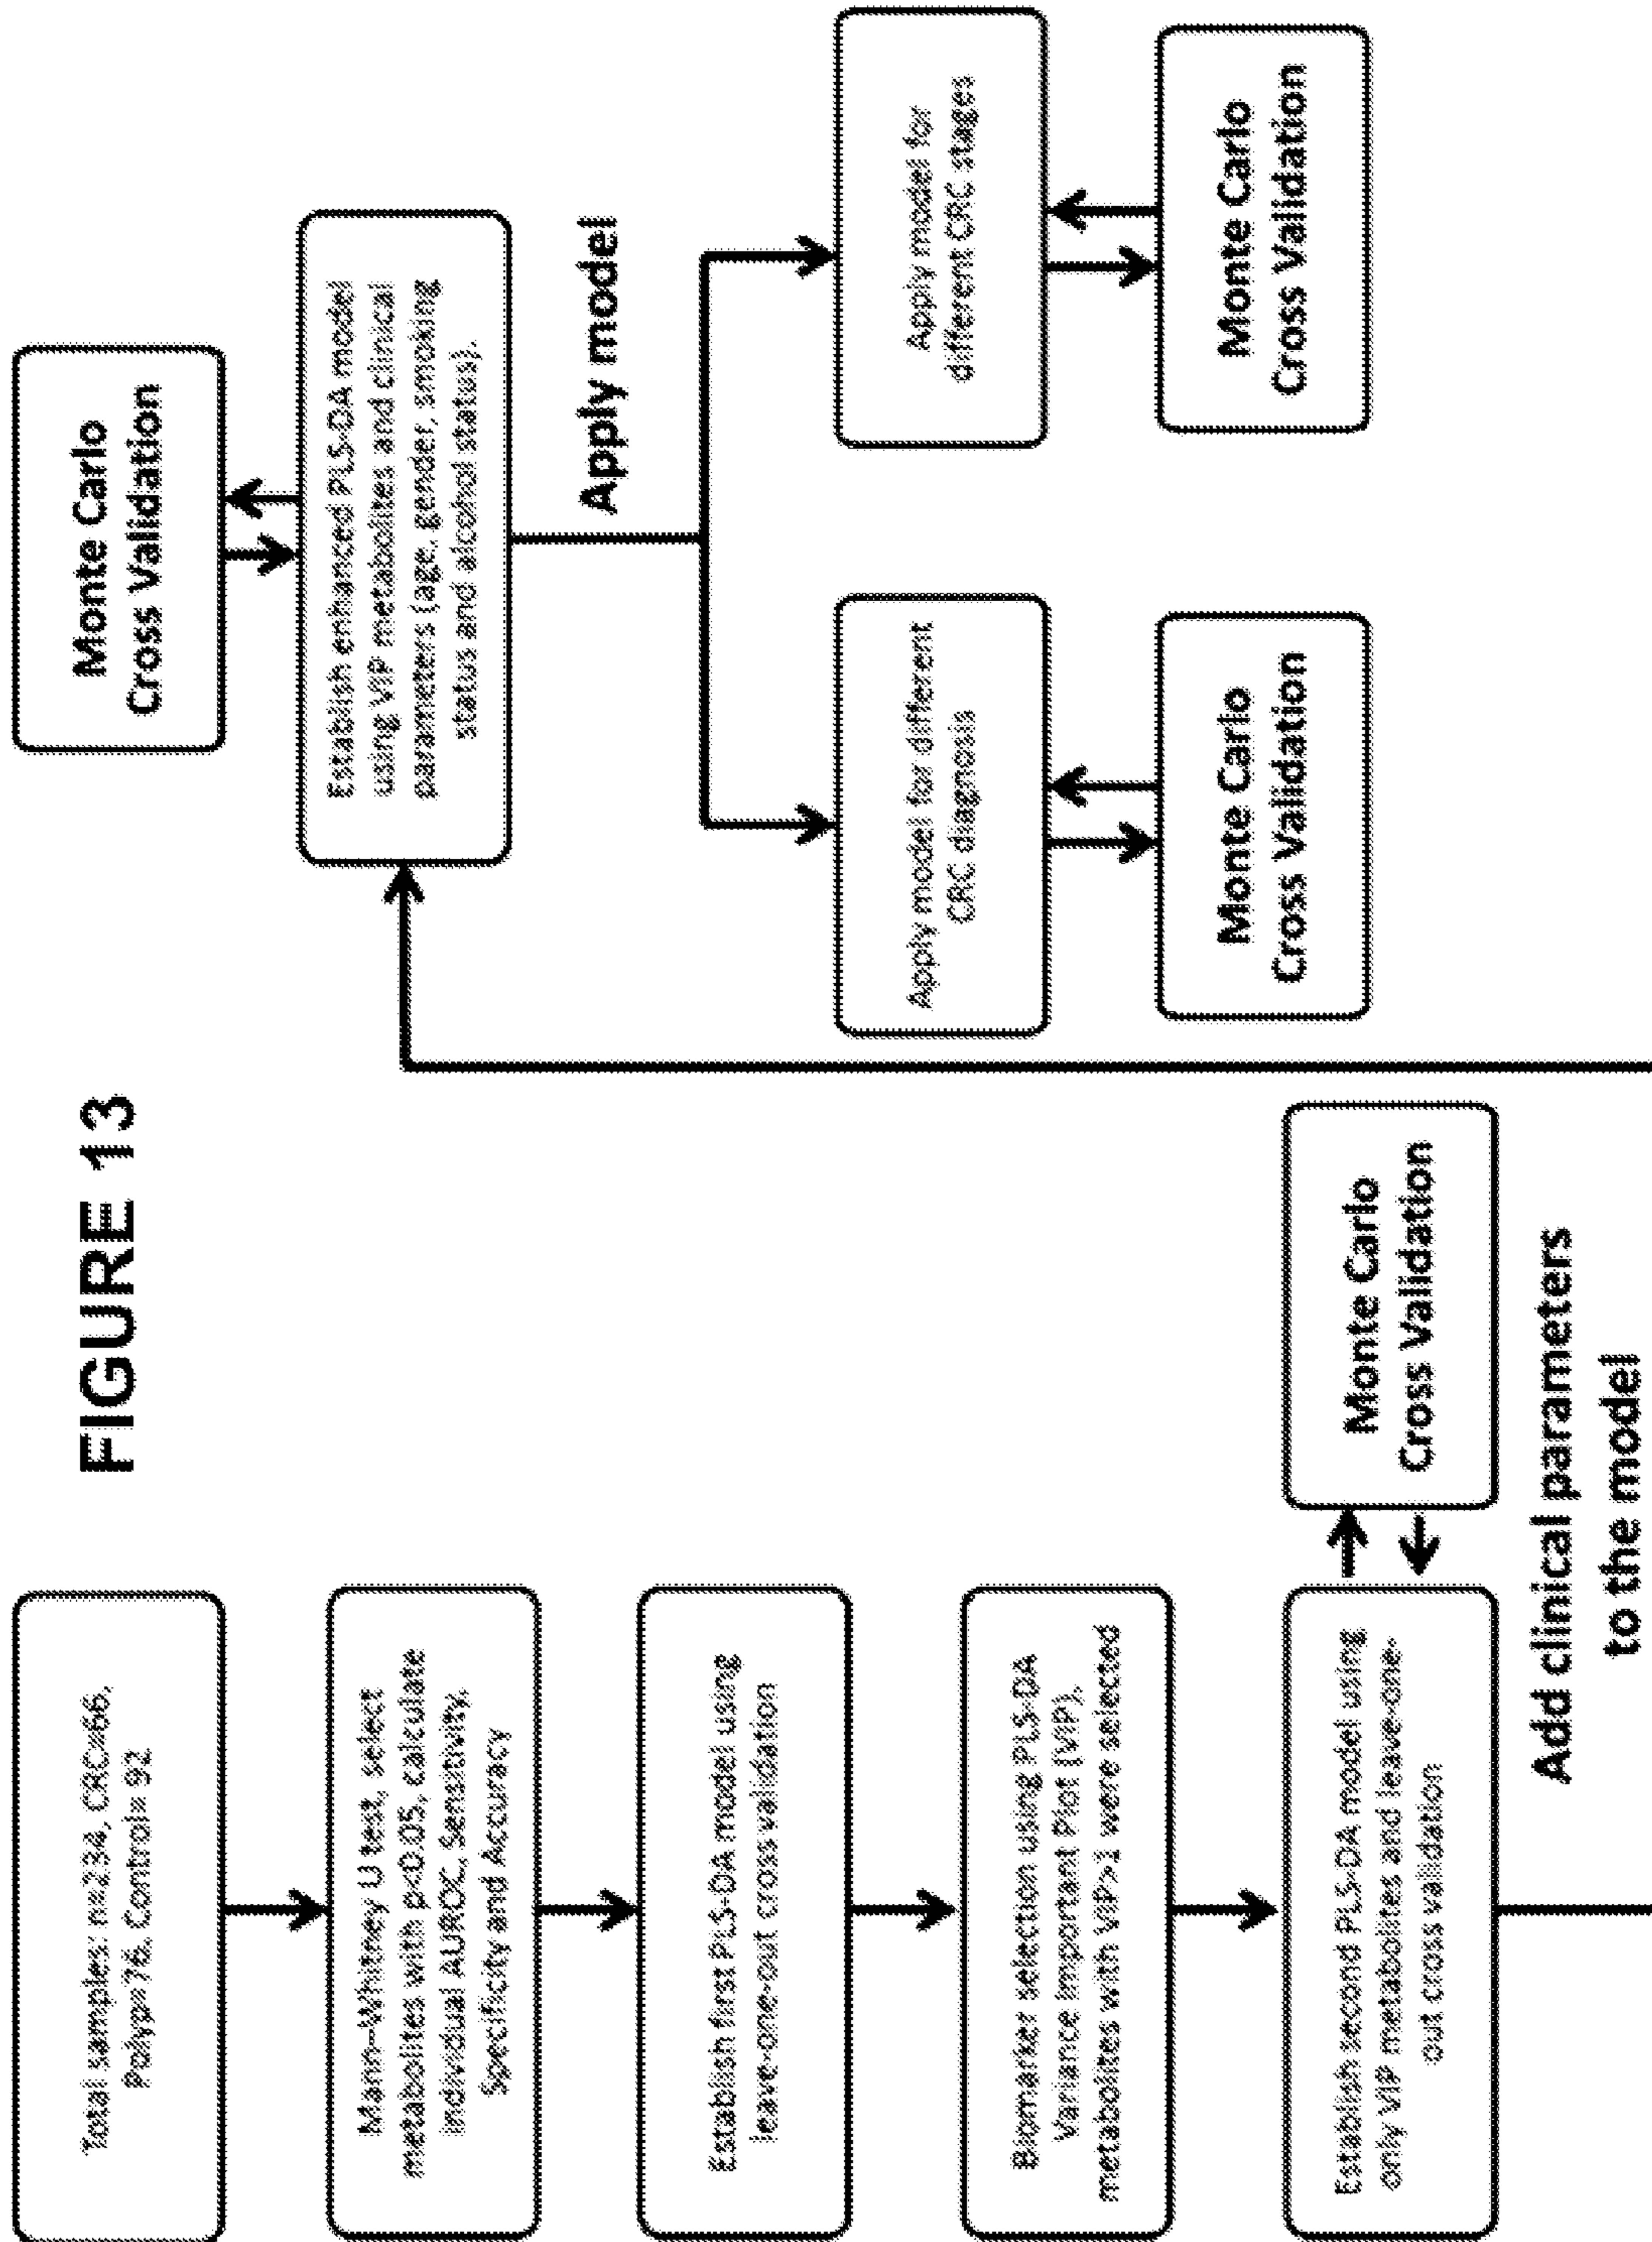 FIGURE 13
Total samples: n=234, CRC=66,
Polyp=76, Control= 92
Mann-Whitney U test, select
metabolites with p<0.05, calculate
individual AUROC, Sensitivity,
Specificity and Accuracy
Establish first PLS-DA model using
leave-one-out cross validation
Biomarker selection using PLS-DA
Variance Important Plot (VIP),
metabolites with VIP>1 were selected
Establish second PLS-DA model using
only VIP metabolites and leave-one-
out cross validation
Monte Carlo
Cross Validation
Add clinical parameters
to the model
Monte Carlo
Cross Validation
Establish enhanced PLS-DA model
using VIP metabolites and clinical
parameters (age, gender, smoking
status and alcohol status).
Apply model
Apply model for different
CRC diagnosis
Monte Carlo
Cross Validation
Apply model for
different CRC stages
Monte Carlo
Cross Validation